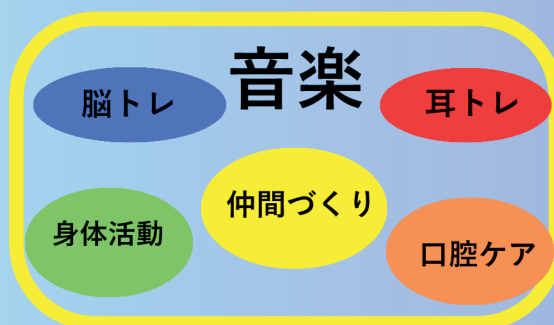 音楽
脳トレ
耳トレ
仲間づくり
身体活動
口腔ケア